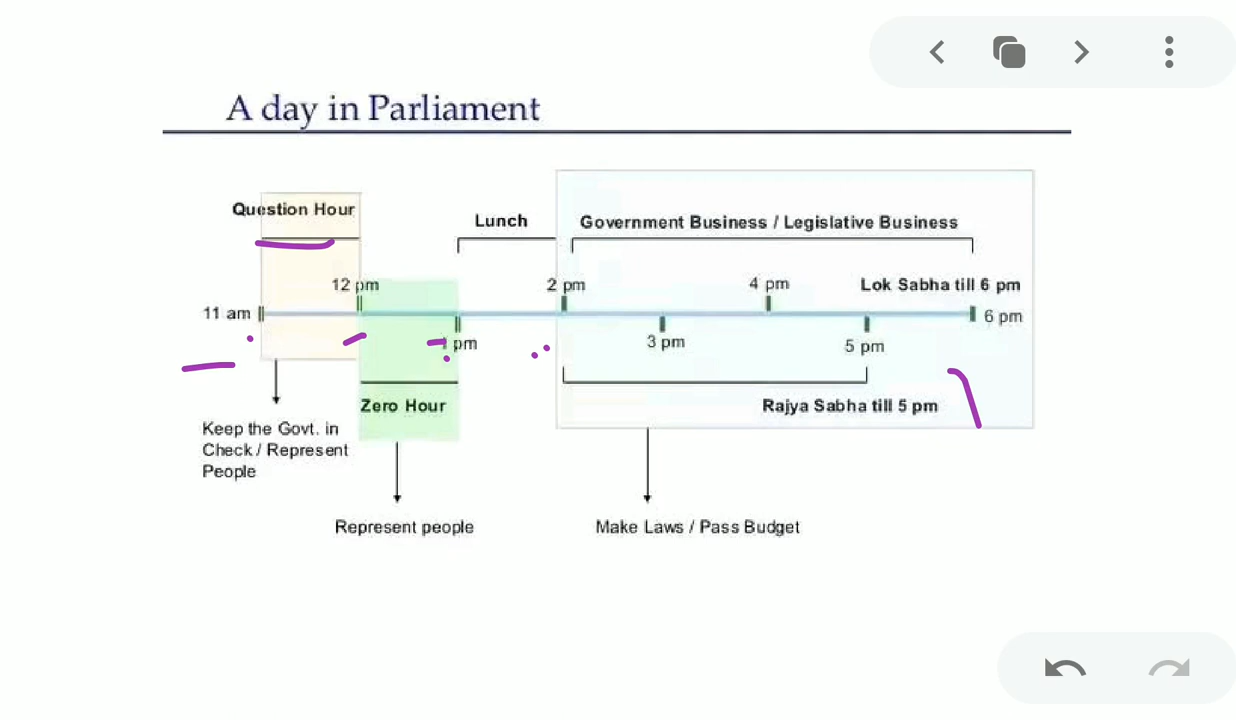 A day in Parliament
Question Hour
Lunch
Government Business / Legislative Business
12 pm
2 pm
4 pm
Lok Sabha till 6 pm
11 am
6 pm
1 pm
3 pm
5 pm
Zero Hour
Rajya Sabha till 5 pm
Keep the Govt. in
Check / Represent
People
Represent people
Make Laws / Pass Budget